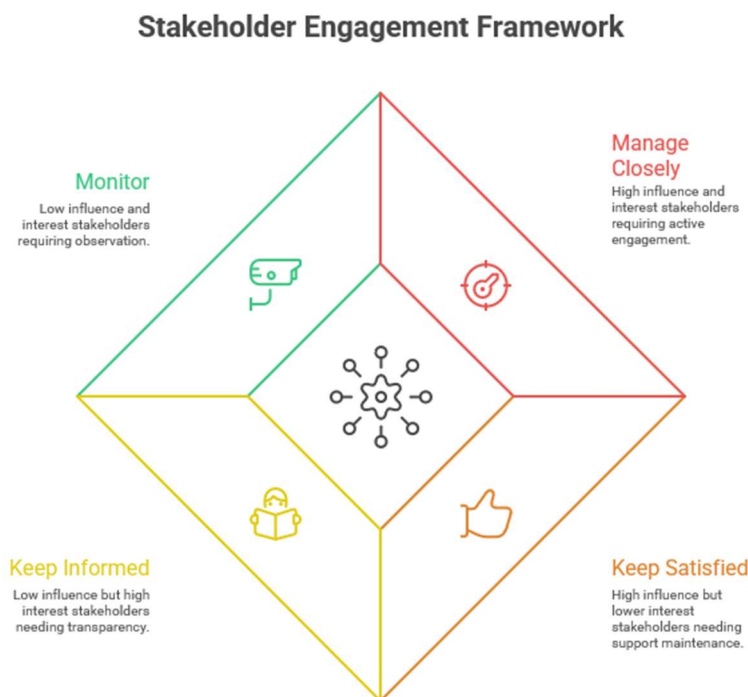 Stakeholder Engagement Framework
Monitor
Low influence and
interest stakeholders
requiring observation.
Manage
Closely
High influence and
interest stakeholders
requiring active
engagement.
Keep Informed
Low influence but high
interest stakeholders
needing transparency.
Keep Satisfied
High influence but
lower interest
stakeholders needing
support maintenance.